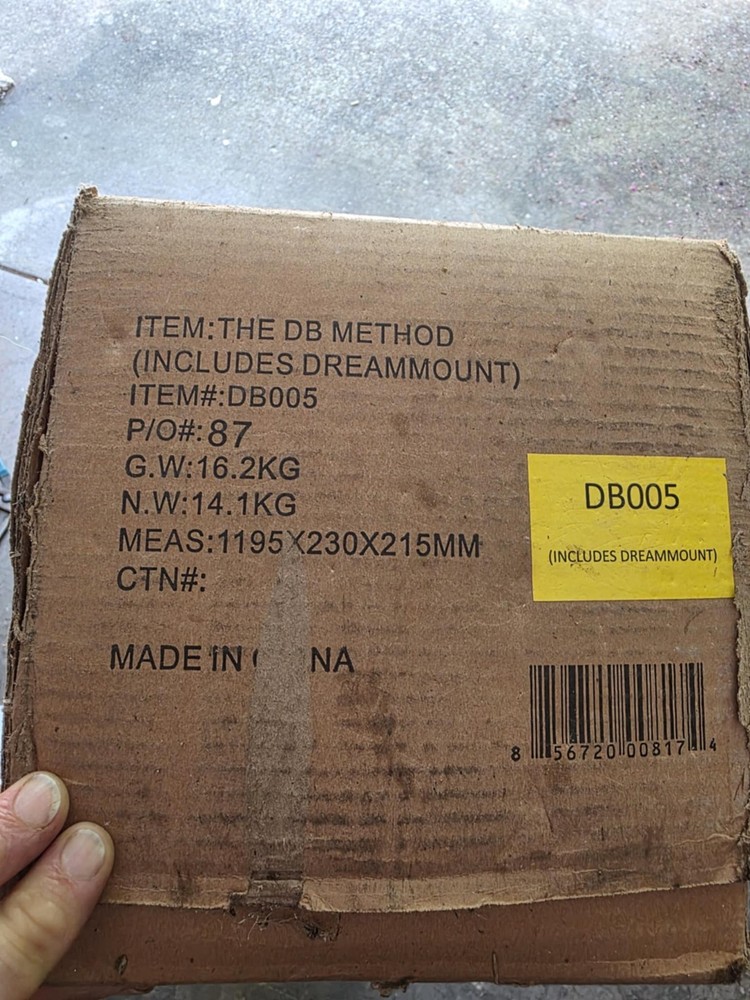 ITEM:THE DB METHOD
(INCLUDES DREAMMOUNT)
ITEM#:DB005
P/O#:87
G.W:16.2KG
N.W:14.1KG
MEAS:1195X230X215MM
CTN#:
MADE IN
DB005
(INCLUDES DREAMMOUNT)
8 56720 00817 4